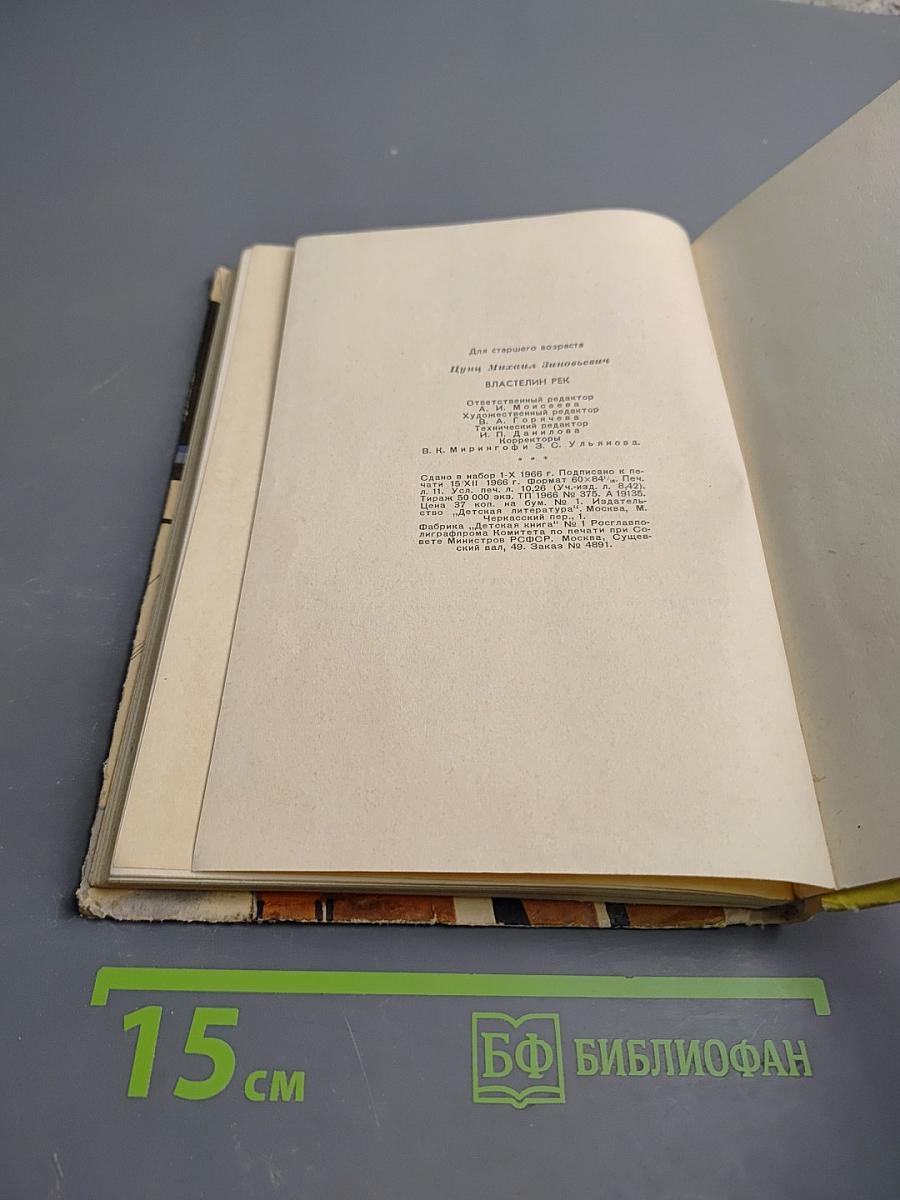 Для старшего возраста
Цунц Михаил Зиновьевич
ВЛАСТЕЛИН РЕК
Ответственный редактор
А. И. Моисеева
Художественный редактор
В. А. Горячева
Технический редактор
И. П. Данилова
Корректоры
В. К. Мирингоф и З. С. Ульянова.
* * *
Сдано в набор 1-X 1966 г. Подписано к пе-
чати 15/XII 1966 г. Формат 60×84¹/₁₆. Печ.
л. 11. Усл. печ. л. 10,26 (Уч.-изд. л. 8,42).
Тираж 50 000 экз. ТП 1966 № 375. А 19135.
Цена 37 коп. на бум. № 1. Издатель-
ство „Детская литература". Москва, М.
Черкасский пер., 1.
Фабрика „Детская книга" № 1 Росглавпо-
лиграфпрома Комитета по печати при Со-
вете Министров РСФСР. Москва, Сущев-
ский вал, 49. Заказ № 4891.
15 см
БФ БИБЛИОФАН